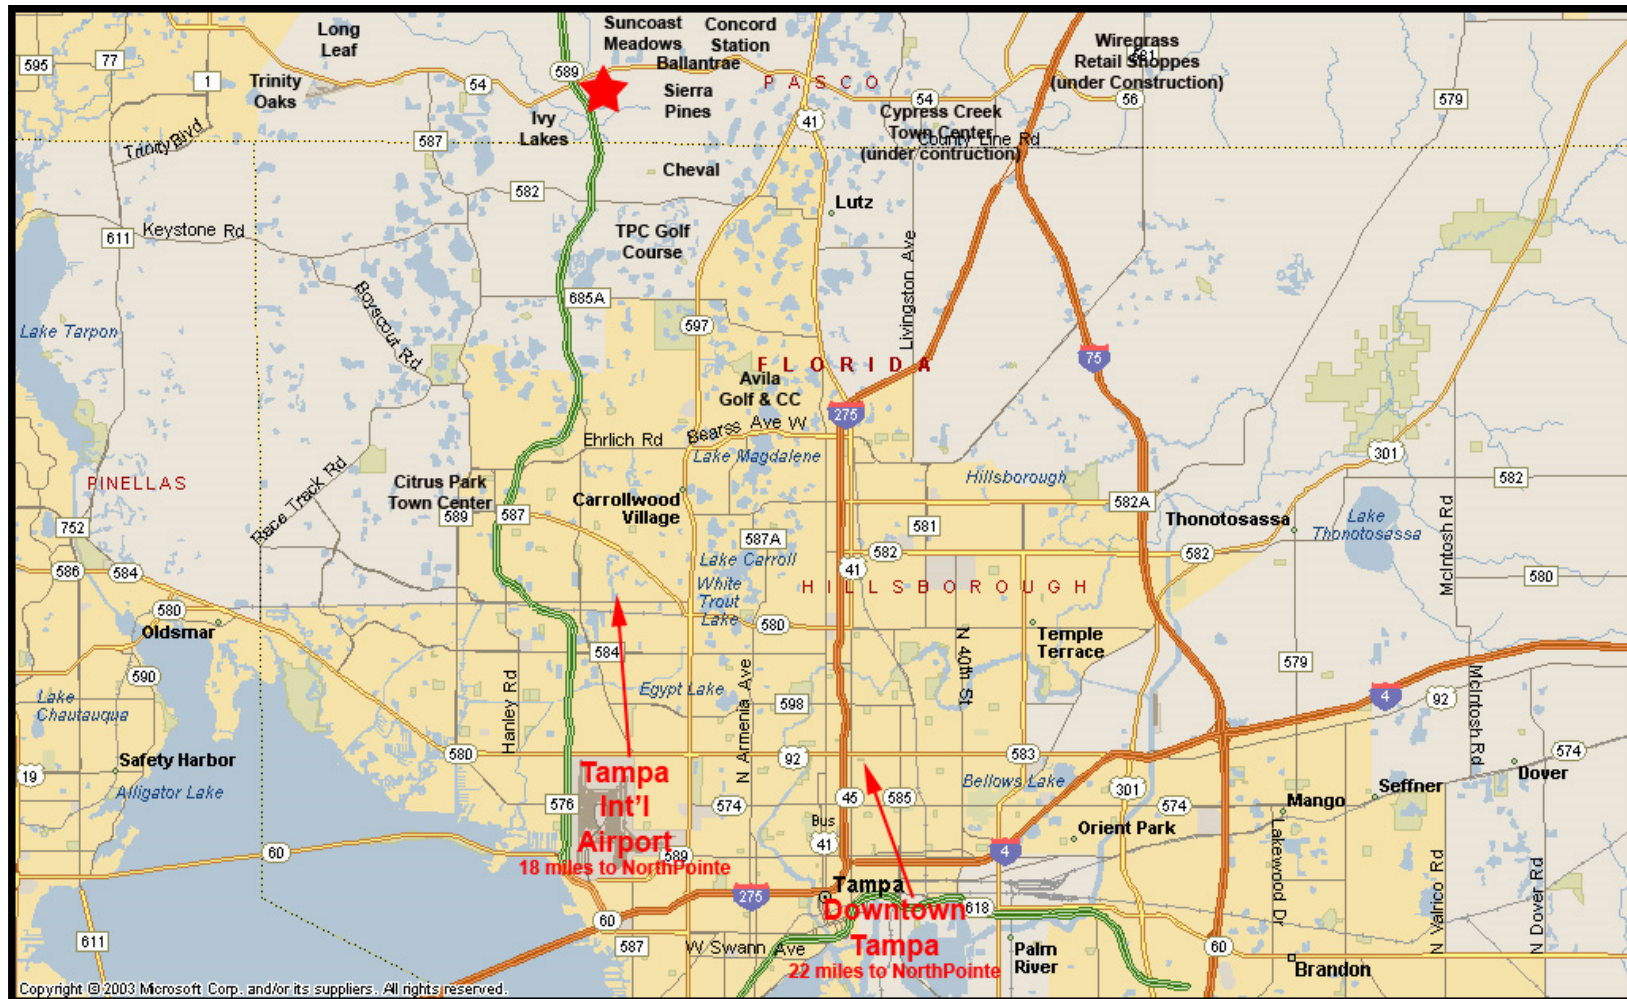 Long
Leaf
Suncoast
Meadows
Concord
Station
Ballantrae
Wiregrass
Retail Shoppes
(under Construction)
581
595
77
1
589
54
Trinity
Oaks
PASCO
Sierra
Pines
Ivy
Lakes
41
54
56
579
Cypress Creek
Town Center
(under contruction)
County Line Rd
Trinity Blvd
587
Cheval
582
Lutz
611
Keystone Rd
TPC Golf
Course
Livingston Ave
685A
Boyscout Rd
Lake Tarpon
597
FLORIDA
75
Avila
Golf & CC
275
Ehrlich Rd
Bearss Ave W
Lake Magdalene
301
PINELLAS
Race Track Rd
Citrus Park
Town Center
Hillsborough
582
589
587
Carrollwood
Village
582A
Thonotosassa
Lake
Thonotosassa
McIntosh Rd
752
581
587A
582
582
Lake Carroll
586
584
41
580
White
Trout
Lake
HILLSBOROUGH
580
580
Oldsmar
N 40th St
Temple
Terrace
584
579
590
Hanley Rd
N Armenia Ave
Egypt Lake
McIntosh Rd
Lake
Chautauqua
598
4
92
Safety Harbor
580
92
583
574
19
Alligator Lake
Tampa
Int'l
Airport
18 miles to NorthPointe
Bellows Lake
Seffner
Dover
576
574
45
585
301
574
Mango
Bus
41
Orient Park
60
589
4
Lakewood Dr
N Valrico Rd
N Dover Rd
275
Tampa
Downtown
Tampa
22 miles to NorthPointe
618
60
611
587
W Swann Ave
Palm
River
60
Brandon
Copyright © 2003 Microsoft Corp. and/or its suppliers. All rights reserved.